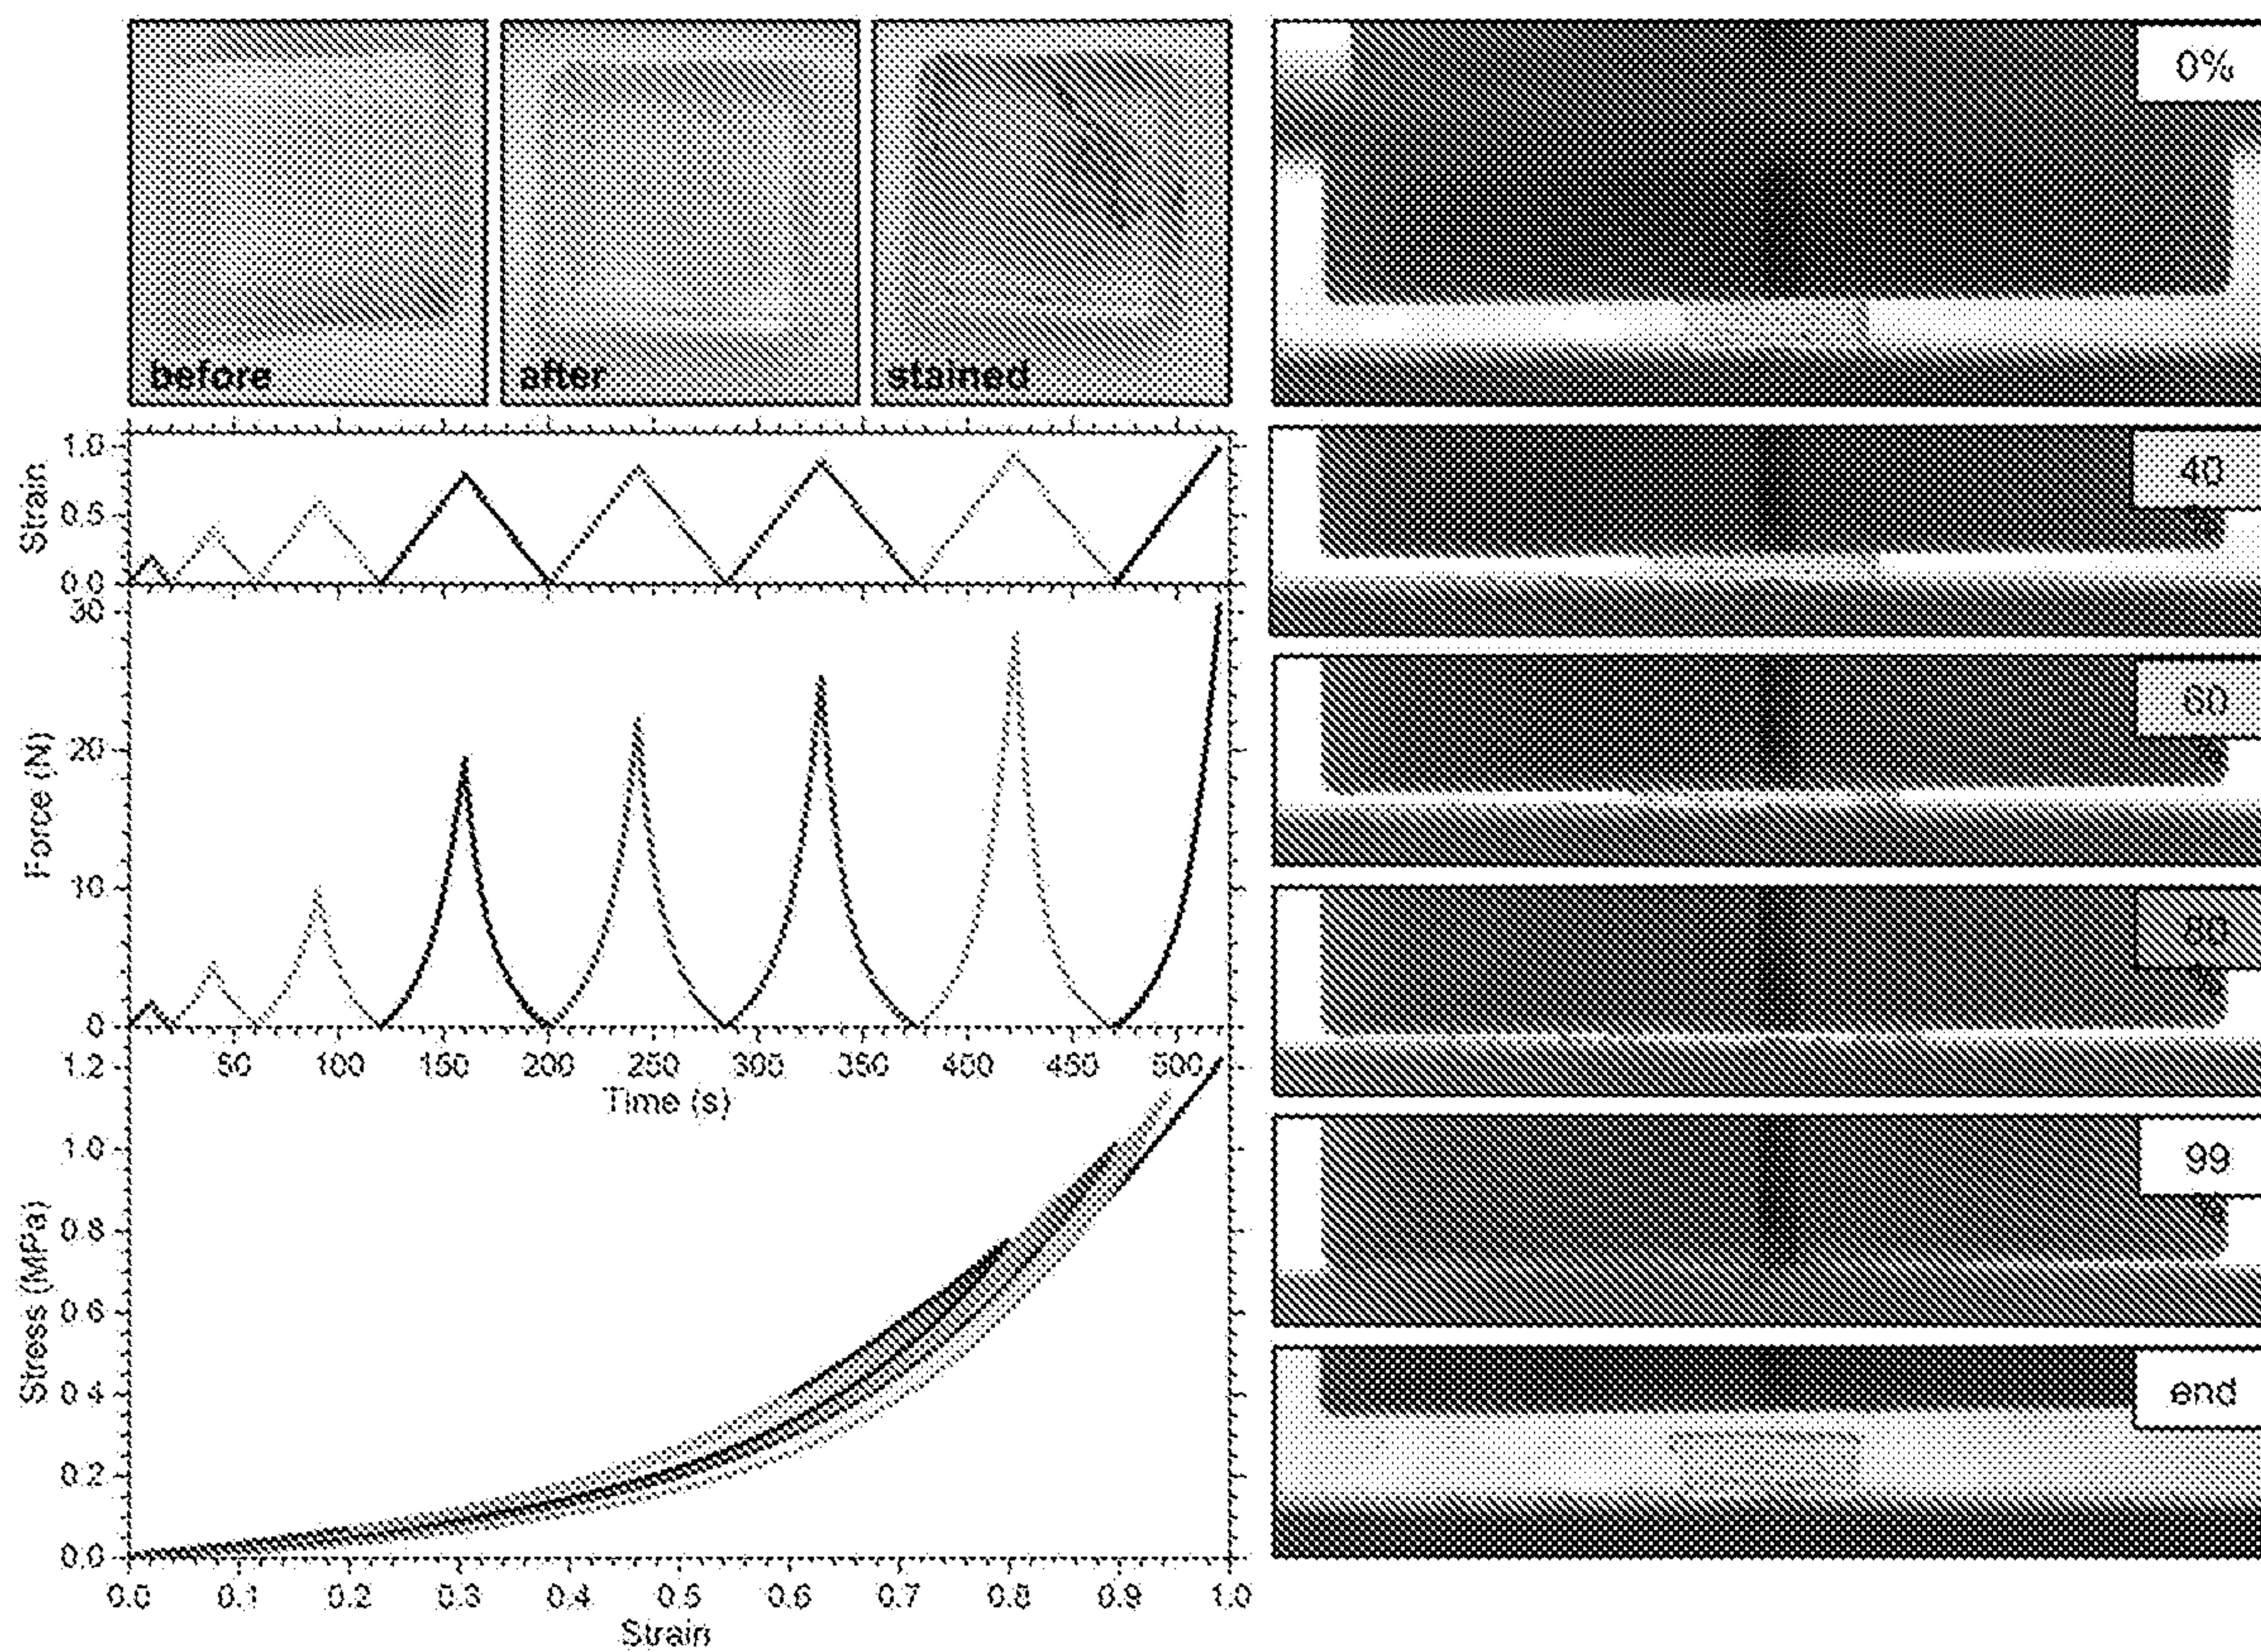 before
after
stained
Strain
1.0
0.5
0.0
Force (N)
30
20
10
0
50 100 150 200 250 300 350 400 450 500
Time (s)
Stress (MPa)
1.2
1.0
0.8
0.6
0.4
0.2
0.0
0.0 0.1 0.2 0.3 0.4 0.5 0.6 0.7 0.8 0.9 1.0
Strain
0%
40
%
60
%
80
%
99
%
end